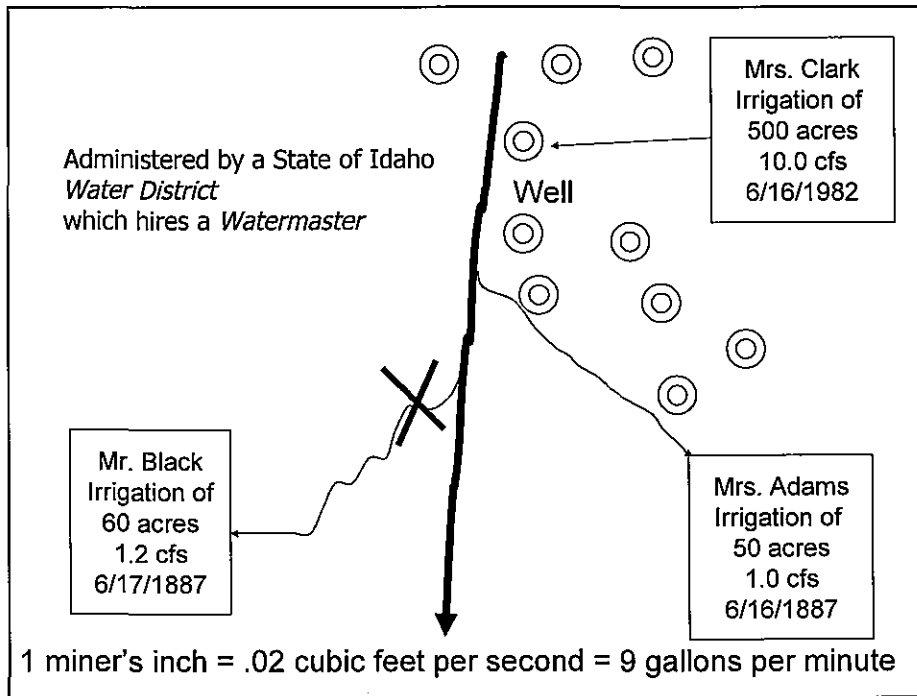 Mrs. Clark
Irrigation of
500 acres
10.0 cfs
6/16/1982
Administered by a State of Idaho
Water District
which hires a Watermaster
Well
Mr. Black
Irrigation of
60 acres
1.2 cfs
6/17/1887
Mrs. Adams
Irrigation of
50 acres
1.0 cfs
6/16/1887
1 miner's inch = .02 cubic feet per second = 9 gallons per minute